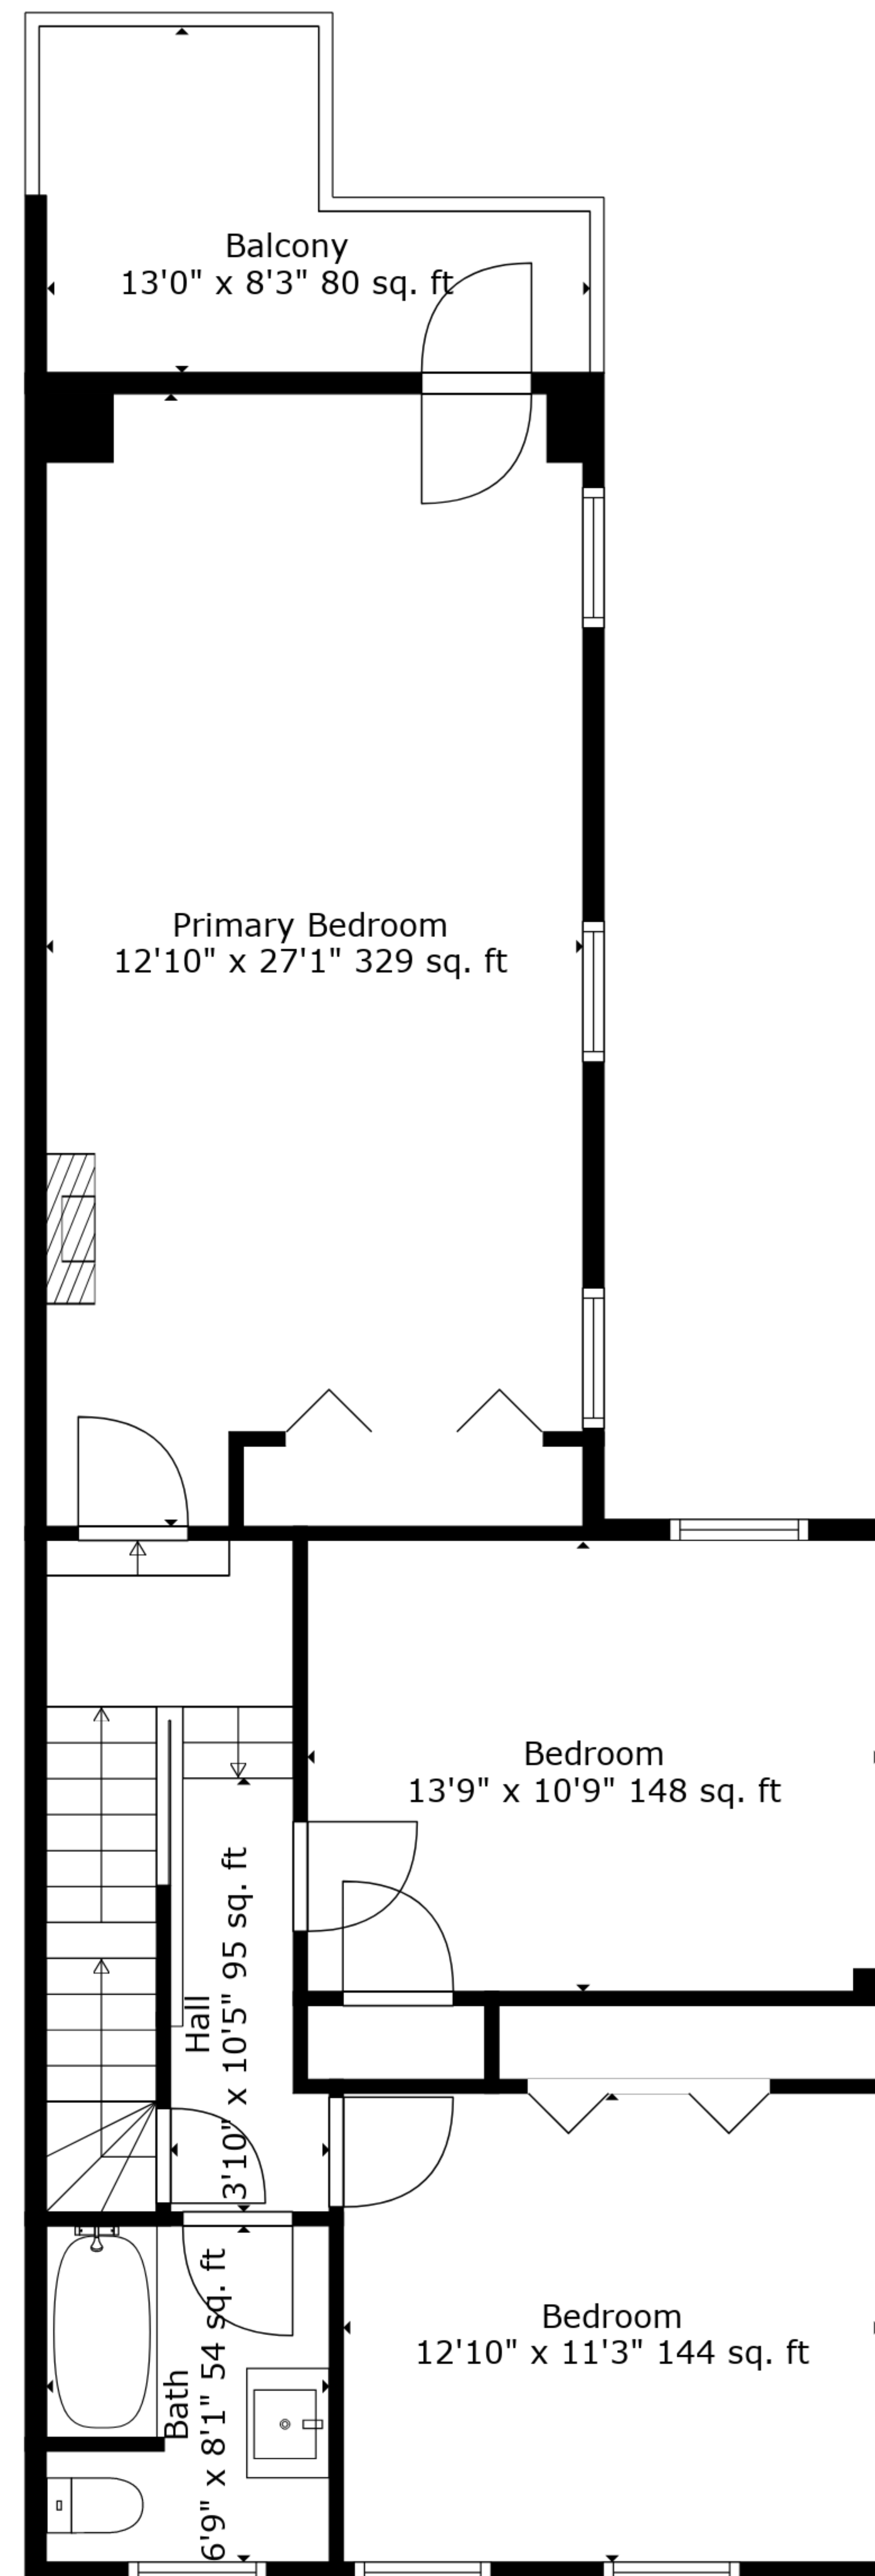 Balcony
13'0" x 8'3" 80 sq. ft
Primary Bedroom
12'10" x 27'1" 329 sq. ft
Bedroom
13'9" x 10'9" 148 sq. ft
Hall
3'10" x 10'5" 95 sq. ft
Bedroom
12'10" x 11'3" 144 sq. ft
Bath
6'9" x 8'1" 54 sq. ft